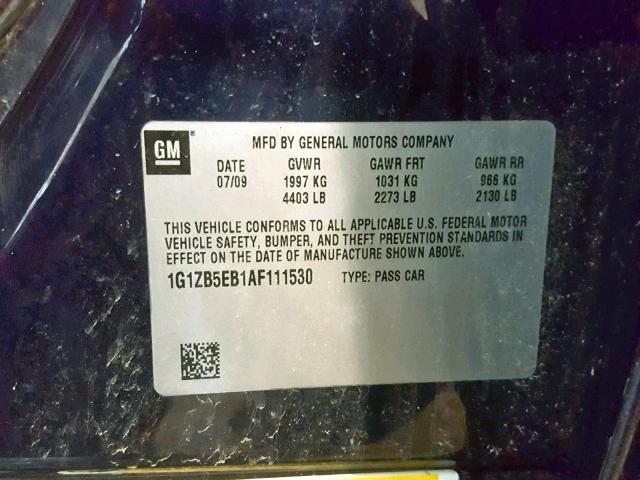 GM®
MFD BY GENERAL MOTORS COMPANY
DATE GVWR GAWR FRT GAWR RR
07/09 1997 KG 1031 KG 966 KG
4403 LB 2273 LB 2130 LB
THIS VEHICLE CONFORMS TO ALL APPLICABLE U.S. FEDERAL MOTOR
VEHICLE SAFETY, BUMPER, AND THEFT PREVENTION STANDARDS IN
EFFECT ON THE DATE OF MANUFACTURE SHOWN ABOVE.
1G1ZB5EB1AF111530 TYPE: PASS CAR